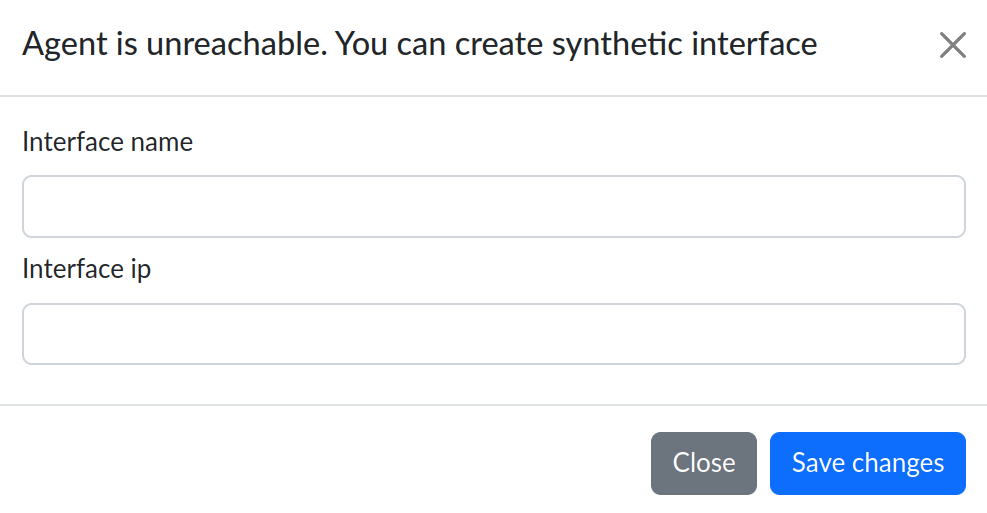 Agent is unreachable. You can create synthetic interface
Interface name
Interface ip
Close
Save changes